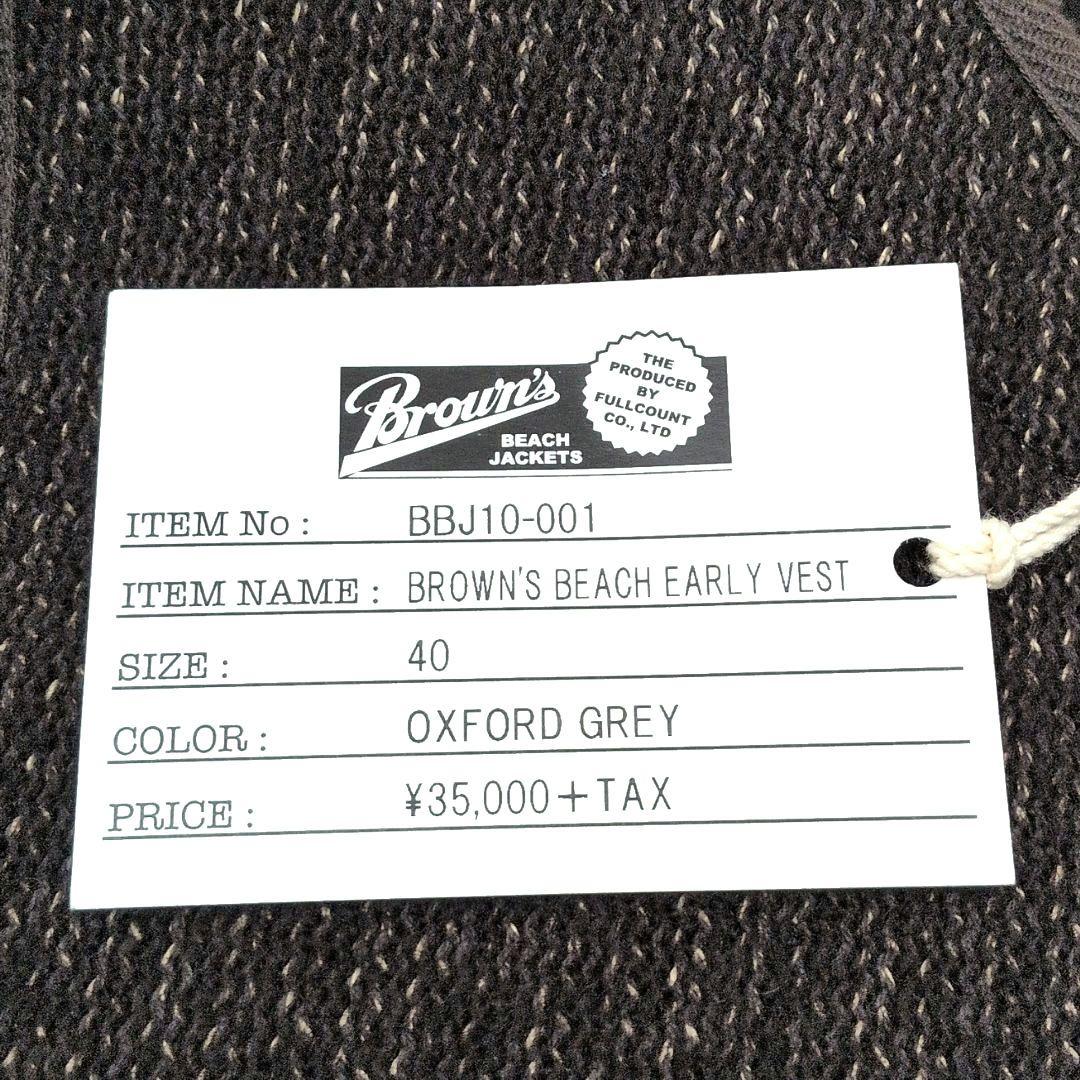 Brown's
BEACH
JACKETS
THE
PRODUCED
BY
FULLCOUNT
CO., LTD
ITEM No : BBJ10-001
ITEM NAME : BROWN'S BEACH EARLY VEST
SIZE : 40
COLOR : OXFORD GREY
PRICE : ¥35,000+TAX